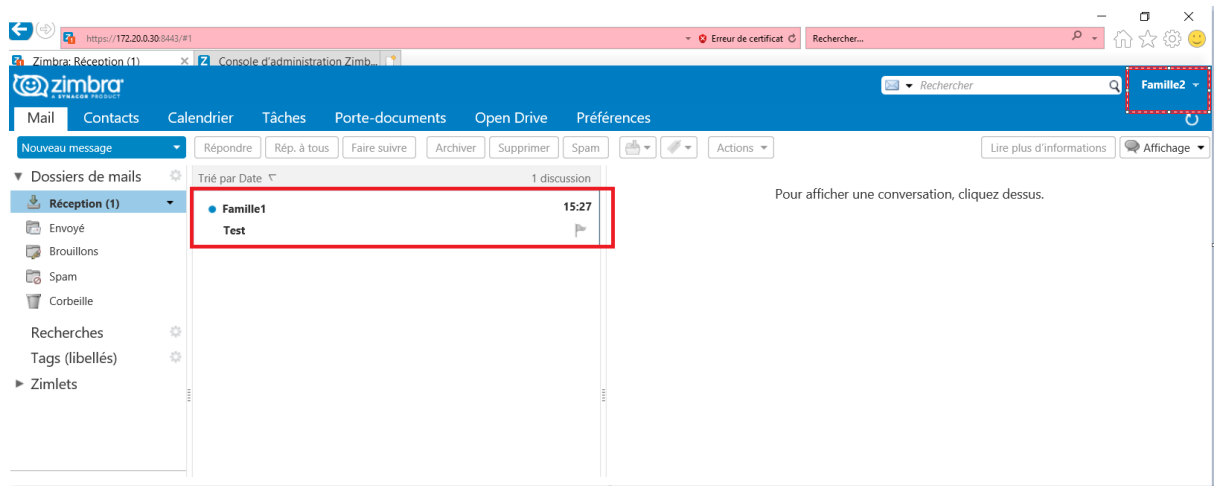 https://172.20.0.30:8443/#1 Erreur de certificat Rechercher...
Zimbra: Réception (1) Console d'administration Zimb...
zimbra
A SYNACOR PRODUCT
Rechercher Famille2
Mail Contacts Calendrier Tâches Porte-documents Open Drive Préférences
Nouveau message Répondre Rép. à tous Faire suivre Archiver Supprimer Spam Actions Lire plus d'informations Affichage
Dossiers de mails
Réception (1)
Envoyé
Brouillons
Spam
Corbeille
Recherches
Tags (libellés)
Zimlets
Trié par Date 1 discussion
Famille1 15:27
Test
Pour afficher une conversation, cliquez dessus.